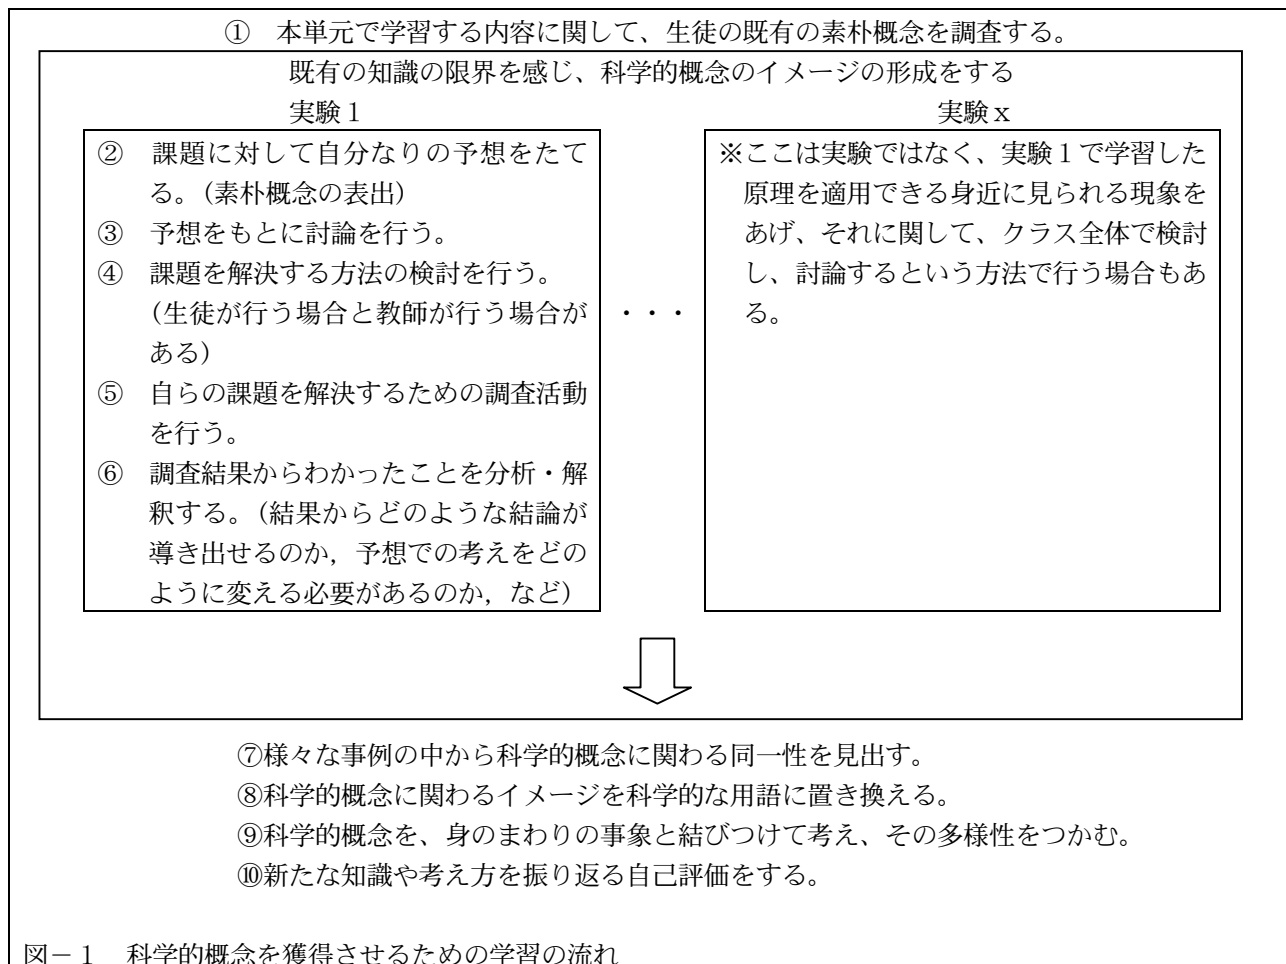 ① 本単元で学習する内容に関して、生徒の既有の素朴概念を調査する。
既有の知識の限界を感じ、科学的概念のイメージの形成をする
実験1
② 課題に対して自分なりの予想をたて
る。(素朴概念の表出)
③ 予想をもとに討論を行う。
④ 課題を解決する方法の検討を行う。
(生徒が行う場合と教師が行う場合が
ある)
⑤ 自らの課題を解決するための調査活動
を行う。
⑥ 調査結果からわかったことを分析・解
釈する。(結果からどのような結論が
導き出せるのか,予想での考えをどの
ように変える必要があるのか,など)
・・・
実験x
※ここは実験ではなく、実験1で学習した
原理を適用できる身近に見られる現象を
あげ、それに関して、クラス全体で検討
し、討論するという方法で行う場合もあ
る。
⑦様々な事例の中から科学的概念に関わる同一性を見出す。
⑧科学的概念に関わるイメージを科学的な用語に置き換える。
⑨科学的概念を、身のまわりの事象と結びつけて考え、その多様性をつかむ。
⑩新たな知識や考え方を振り返る自己評価をする。
図-1 科学的概念を獲得させるための学習の流れ